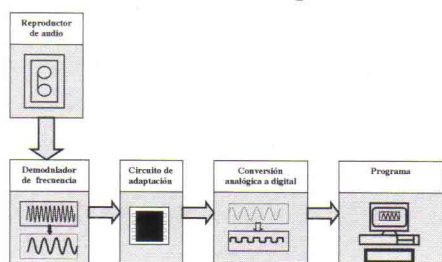 Reproductor
de audio
Demodulador
de frecuencia
Circuito de
adaptación
Conversión
analógica a digital
Programa